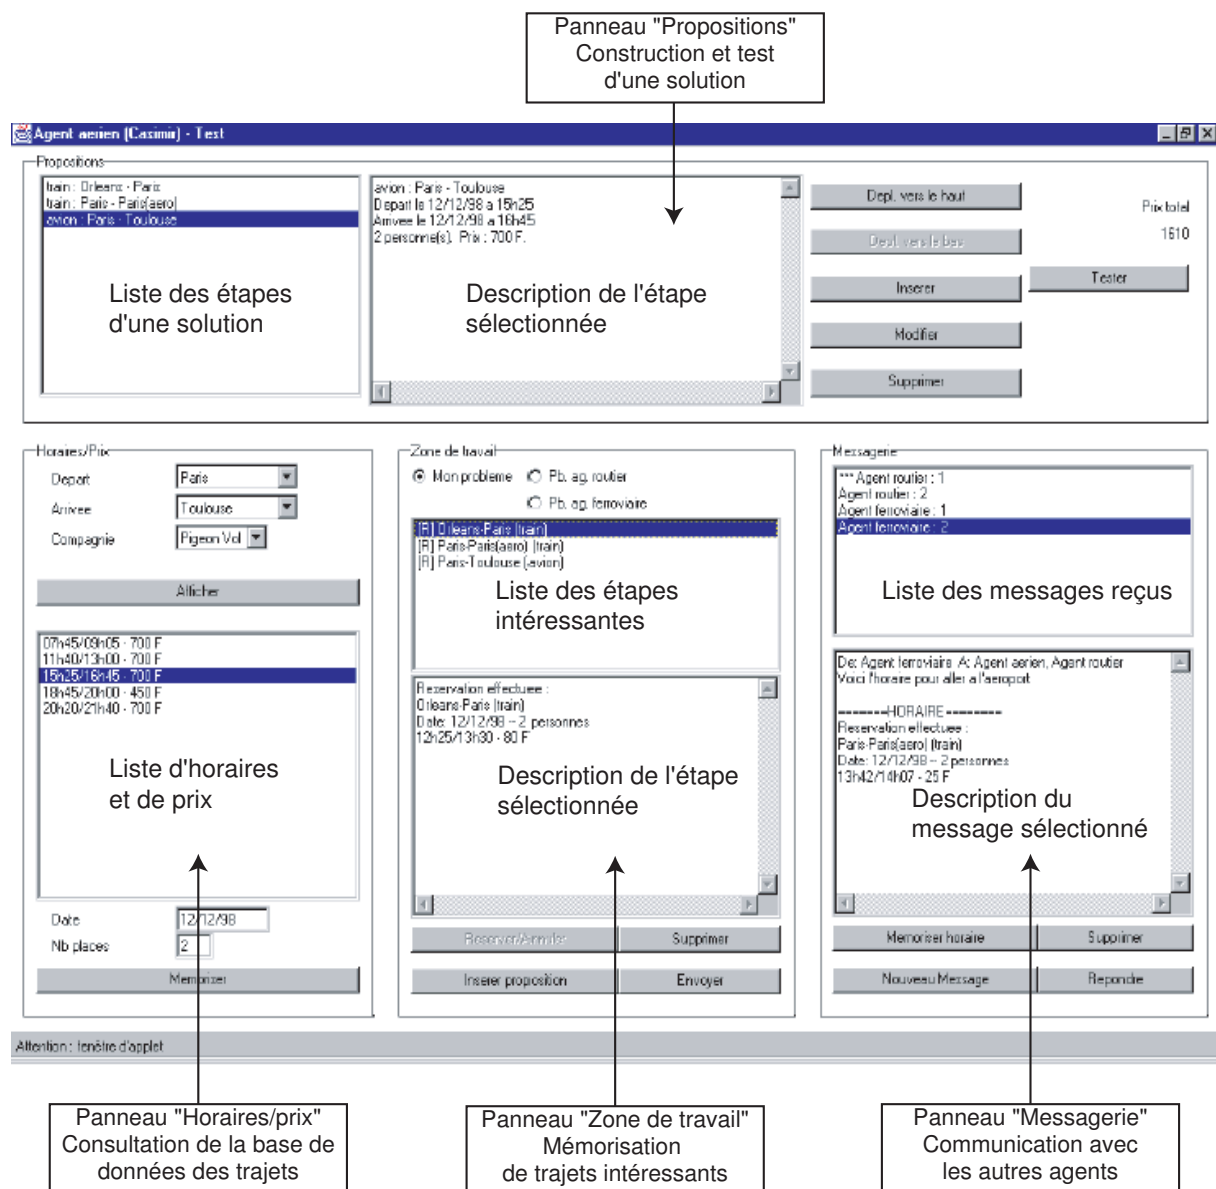 Panneau "Propositions"
Construction et test
d'une solution
Agent aerien (Casimir) - Test
Propositions
train : Orleans - Paris
train : Paris - Paris(aero)
avion : Paris - Toulouse
Liste des étapes
d'une solution
avion : Paris - Toulouse
Depart le 12/12/98 a 15h25
Arrivee le 12/12/98 a 16h45
2 personne(s). Prix : 700 F.
Description de l'étape
sélectionnée
Depl. vers le haut
Depl. vers le bas
Inserer
Modifier
Supprimer
Prix total
1610
Tester
Horaires/Prix
Depart
Paris
Arrivee
Toulouse
Compagnie
Pigeon Vol
Afficher
07h45/09h05 - 700 F
11h40/13h00 - 700 F
15h25/16h45 - 700 F
18h45/20h00 - 450 F
20h20/21h40 - 700 F
Liste d'horaires
et de prix
Date
12/12/98
Nb places
2
Memoriser
Zone de travail
Mon probleme
Pb. ag. routier
Pb. ag. ferroviaire
[R] Orleans-Paris (train)
[R] Paris-Paris(aero) (train)
[R] Paris-Toulouse (avion)
Liste des étapes
intéressantes
Reservation effectuee :
Orleans-Paris (train)
Date: 12/12/98 -- 2 personnes
12h25/13h30 - 80 F
Description de l'étape
sélectionnée
Reserver/Annuler
Supprimer
Inserer proposition
Envoyer
Messagerie
*** Agent routier : 1
Agent routier : 2
Agent ferroviaire : 1
Agent ferroviaire : 2
Liste des messages reçus
De: Agent ferroviaire A: Agent aerien, Agent routier
Voici l'horaire pour aller a l'aeroport
=======HORAIRE========
Reservation effectuee :
Paris-Paris(aero) (train)
Date: 12/12/98 -- 2 personnes
13h42/14h07 - 25 F
Description du
message sélectionné
Memoriser horaire
Supprimer
Nouveau Message
Repondre
Attention : fenêtre d'applet
Panneau "Horaires/prix"
Consultation de la base de
données des trajets
Panneau "Zone de travail"
Mémorisation
de trajets intéressants
Panneau "Messagerie"
Communication avec
les autres agents